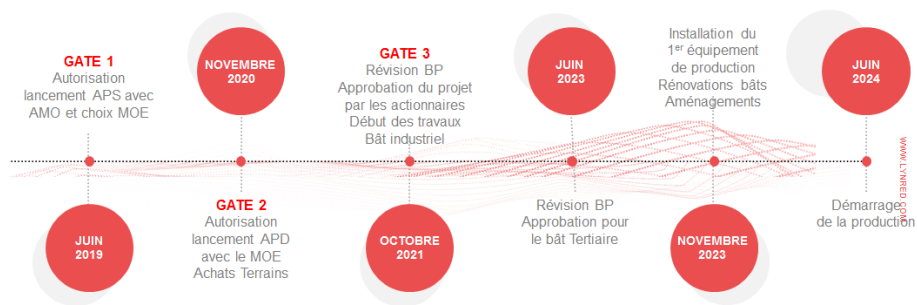 GATE 1
Autorisation
lancement APS avec
AMO et choix MOE
JUIN
2019
NOVEMBRE
2020
GATE 2
Autorisation
lancement APD
avec le MOE
Achats Terrains
GATE 3
Révision BP
Approbation du projet
par les actionnaires
Début des travaux
Bât industriel
OCTOBRE
2021
JUIN
2023
Révision BP
Approbation pour
le bât Tertiaire
Installation du
1er équipement
de production
Rénovations bâts
Aménagements
NOVEMBRE
2023
JUIN
2024
Démarrage
de la production
WWW.LYNRED.COM